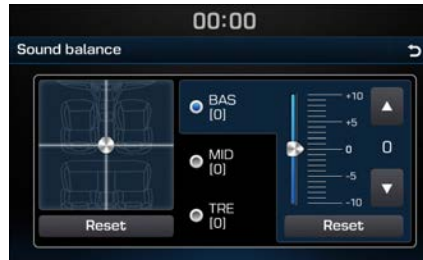 00:00
Sound balance
BAS
[0]
MID
[0]
TRE
[0]
+10
+5
0
-5
-10
0
Reset
Reset